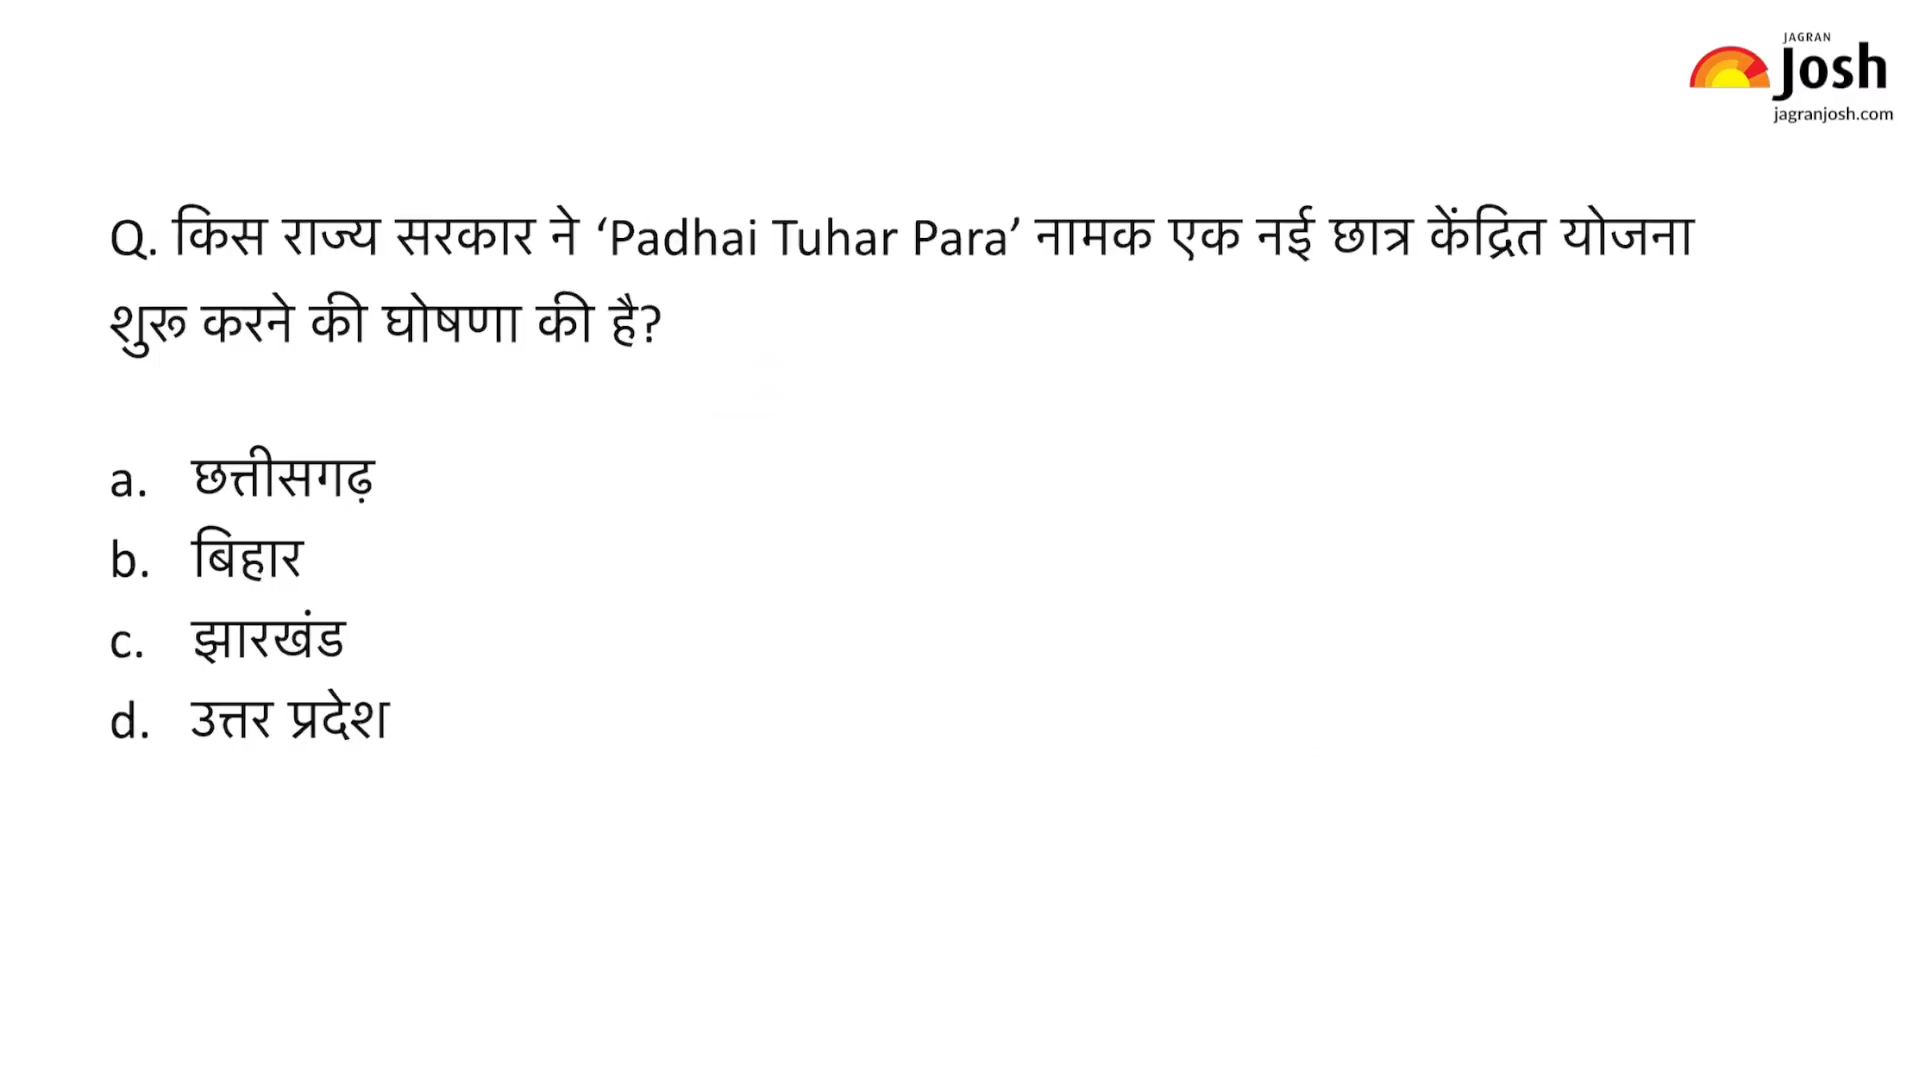 JAGRAN
Josh
jagranjosh.com
Q. किस राज्य सरकार ने ‘Padhai Tuhar Para’ नामक एक नई छात्र केंद्रित योजना
शुरू करने की घोषणा की है?
a. छत्तीसगढ़
b. बिहार
c. झारखंड
d. उत्तर प्रदेश